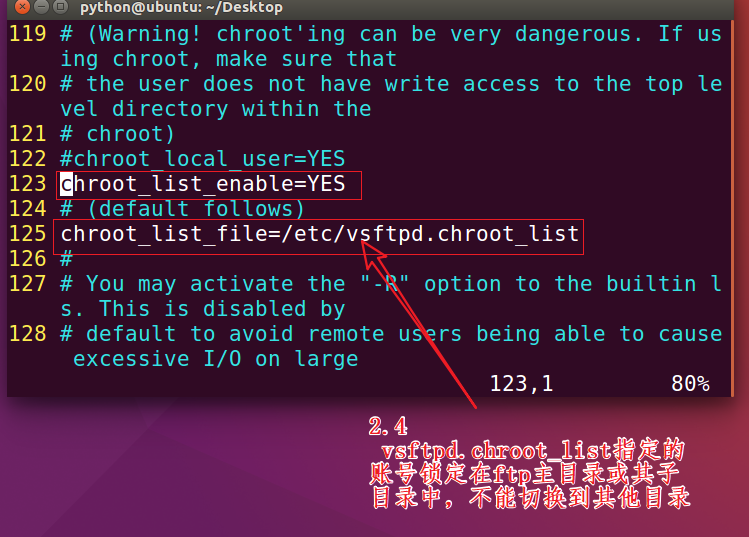 python@ubuntu: ~/Desktop
119 # (Warning! chroot'ing can be very dangerous. If us
ing chroot, make sure that
120 # the user does not have write access to the top le
vel directory within the
121 # chroot)
122 #chroot_local_user=YES
123 chroot_list_enable=YES
124 # (default follows)
125 chroot_list_file=/etc/vsftpd.chroot_list
126 #
127 # You may activate the "-R" option to the builtin l
s. This is disabled by
128 # default to avoid remote users being able to cause
excessive I/O on large
123,1 80%
2.4
vsftpd.chroot_list指定的
账号锁定在ftp主目录或其子
目录中，不能切换到其他目录